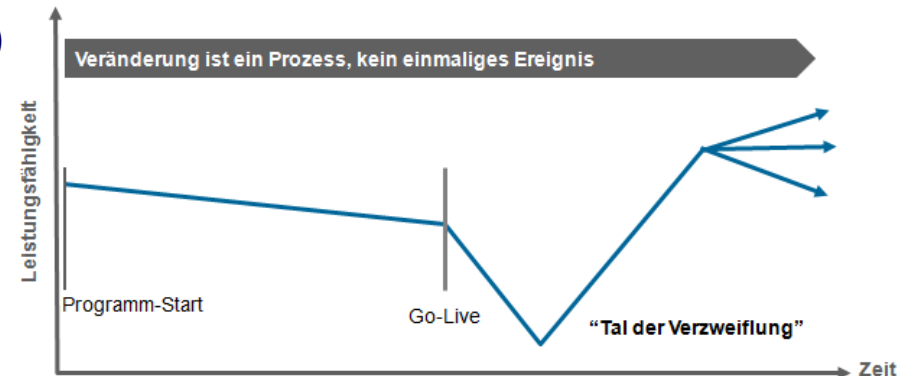 Veränderung ist ein Prozess, kein einmaliges Ereignis
Leistungsfähigkeit
Programm-Start
Go-Live
“Tal der Verzweiflung”
Zeit